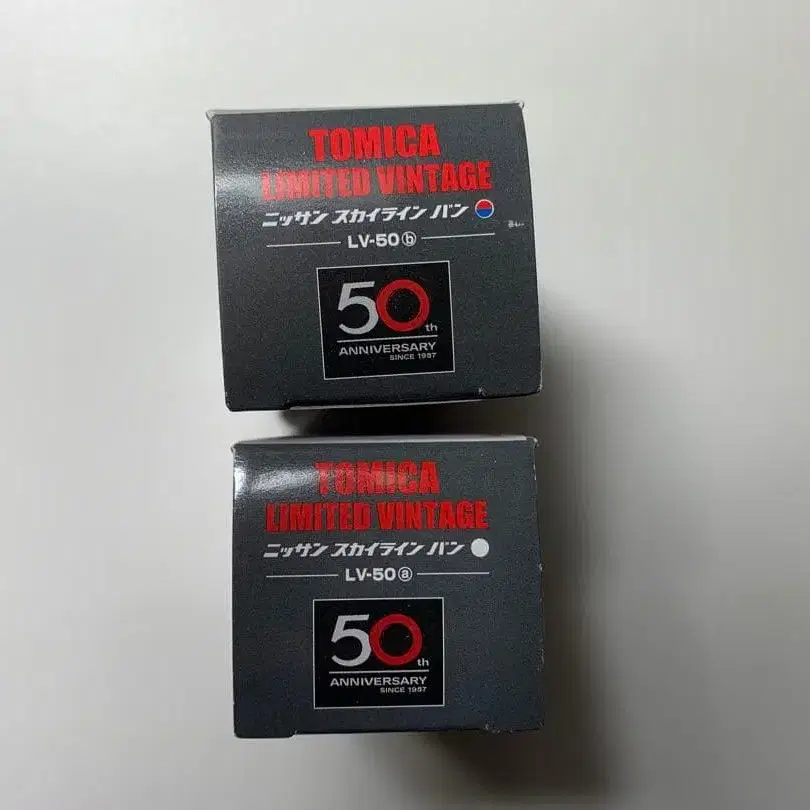 TOMICA
LIMITED VINTAGE
ニッサン スカイライン バン
LV-50ⓑ
50th
ANNIVERSARY
SINCE 1957
TOMICA
LIMITED VINTAGE
ニッサン スカイライン バン
LV-50ⓐ
50th
ANNIVERSARY
SINCE 1957